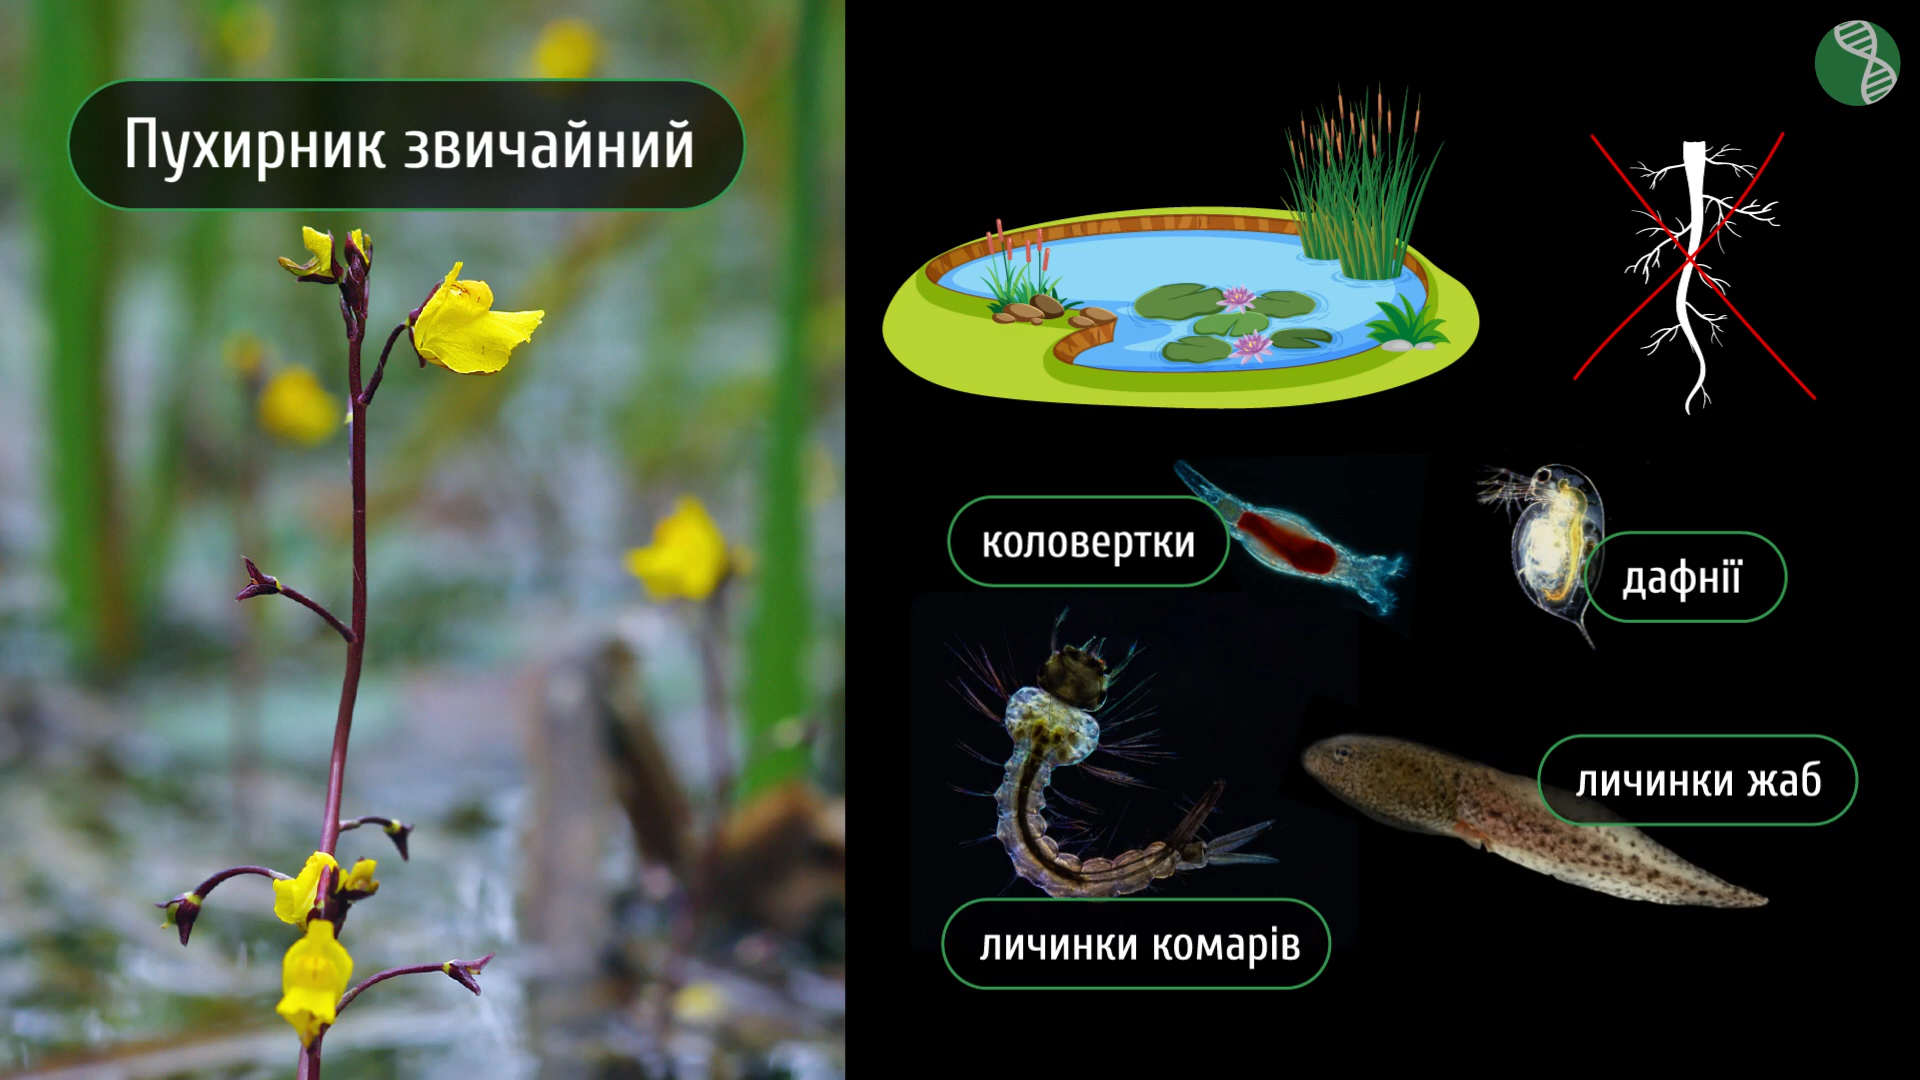 Пухирник звичайний
коловертки
дафнії
личинки жаб
личинки комарів